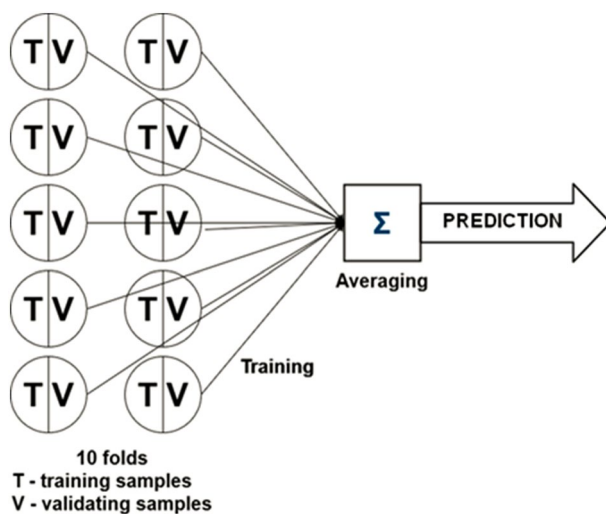 T V T V
T V T V
T V T V
Σ PREDICTION
Averaging
T V T V
Training
T V T V
10 folds
T - training samples
V - validating samples